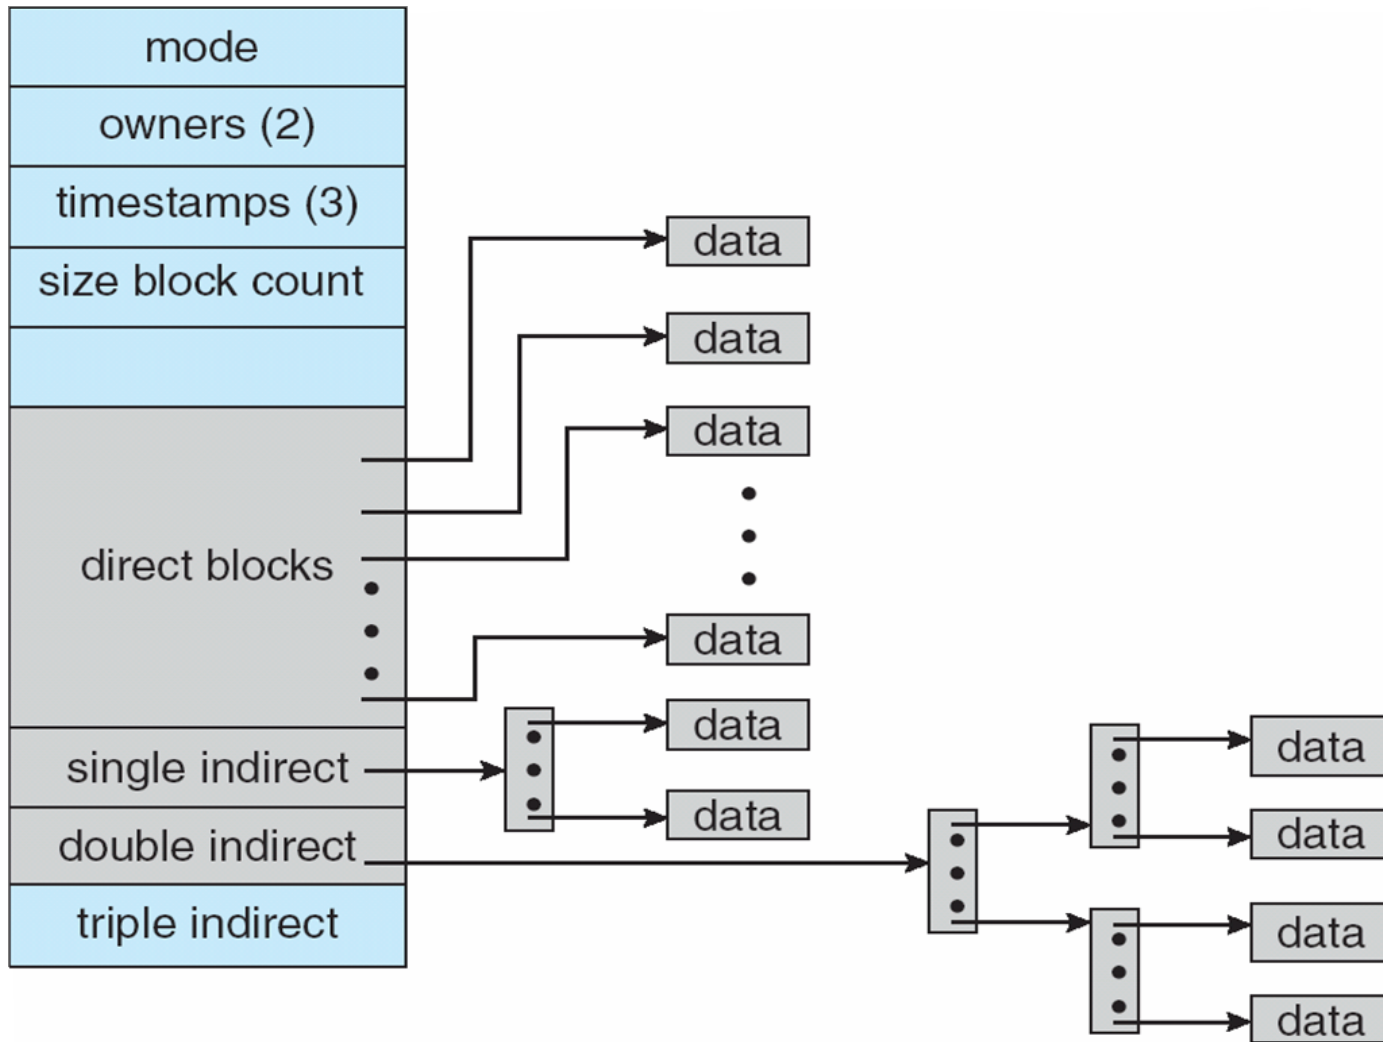 mode
owners (2)
timestamps (3)
size block count
direct blocks
single indirect
double indirect
triple indirect
data
data
data
data
data
data
data
data
data
data